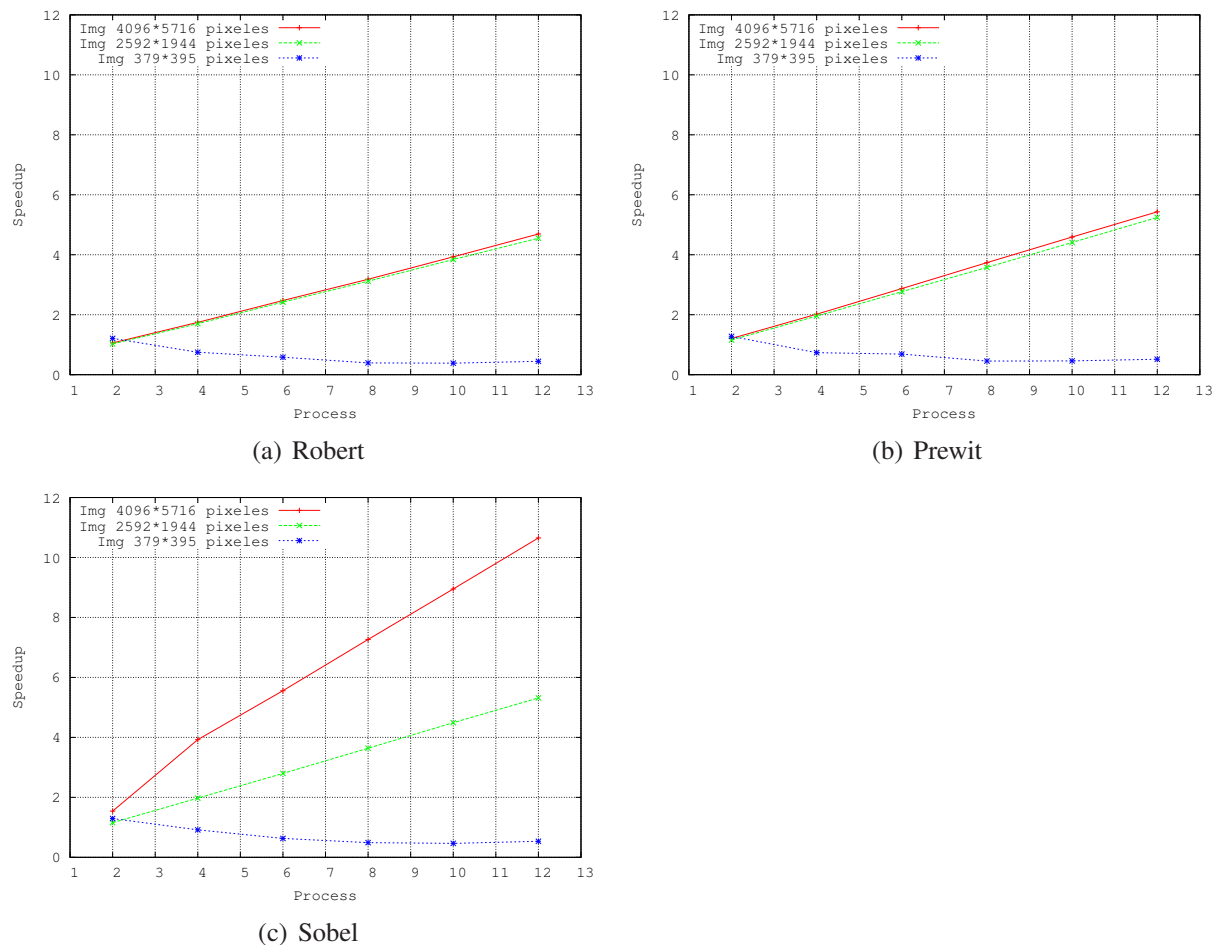 12
10
8
6
4
2
0
Speedup
Img 4096*5716 pixeles
Img 2592*1944 pixeles
Img 379*395 pixeles
1 2 3 4 5 6 7 8 9 10 11 12 13
Process
(a) Robert
12
10
8
6
4
2
0
Speedup
Img 4096*5716 pixeles
Img 2592*1944 pixeles
Img 379*395 pixeles
1 2 3 4 5 6 7 8 9 10 11 12 13
Process
(b) Prewit
12
10
8
6
4
2
0
Speedup
Img 4096*5716 pixeles
Img 2592*1944 pixeles
Img 379*395 pixeles
1 2 3 4 5 6 7 8 9 10 11 12 13
Process
(c) Sobel